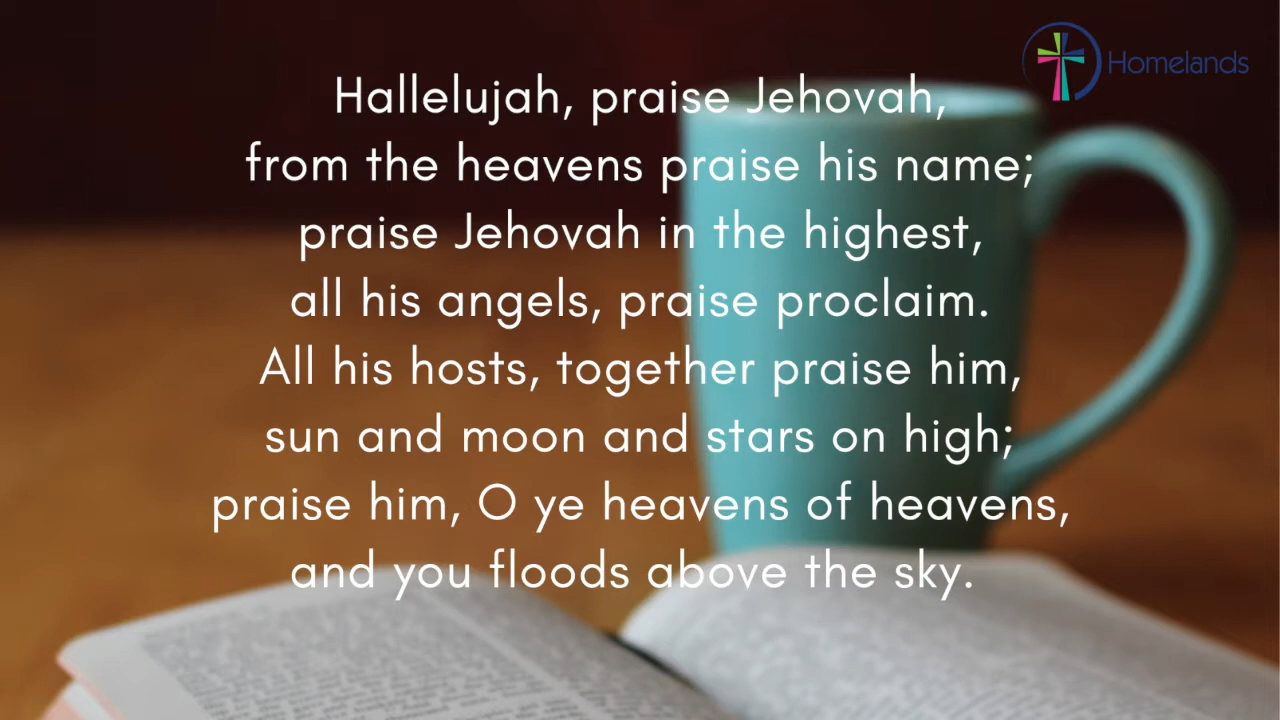 Homelands
Hallelujah, praise Jehovah,
from the heavens praise his name;
praise Jehovah in the highest,
all his angels, praise proclaim.
All his hosts, together praise him,
sun and moon and stars on high;
praise him, O ye heavens of heavens,
and you floods above the sky.